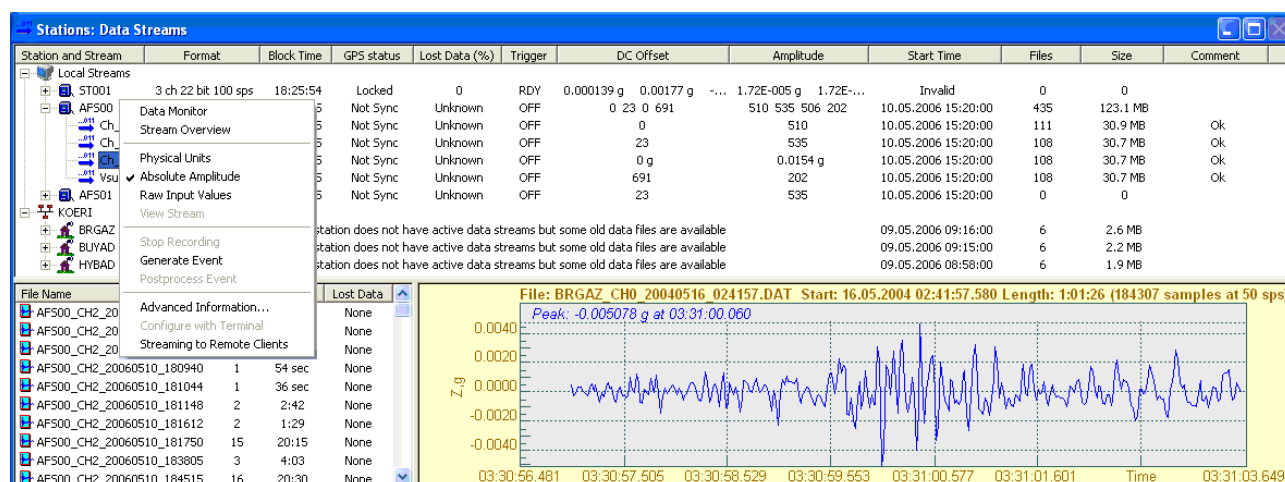 Stations: Data Streams
Station and Stream Format Block Time GPS status Lost Data (%) Trigger DC Offset Amplitude Start Time Files Size Comment
Local Streams
ST001 3 ch 22 bit 100 sps 18:25:54 Locked 0 RDY 0.000139 g 0.00177 g -... 1.72E-005 g 1.72E-... Invalid 0 0
AFS00 5 Not Sync Unknown OFF 0 23 0 691 510 535 506 202 10.05.2006 15:20:00 435 123.1 MB
Ch_ 5 Not Sync Unknown OFF 0 510 10.05.2006 15:20:00 111 30.9 MB Ok
Ch_ 5 Not Sync Unknown OFF 23 535 10.05.2006 15:20:00 108 30.7 MB Ok
Ch_ 5 Not Sync Unknown OFF 0 g 0.0154 g 10.05.2006 15:20:00 108 30.7 MB Ok
Vsu 5 Not Sync Unknown OFF 691 202 10.05.2006 15:20:00 108 30.7 MB Ok
AFS01 5 Not Sync Unknown OFF 23 535 10.05.2006 15:20:00 0 0
KOERI
BRGAZ station does not have active data streams but some old data files are available 09.05.2006 09:16:00 6 2.6 MB
BUYAD station does not have active data streams but some old data files are available 09.05.2006 09:15:00 6 2.2 MB
HYBAD station does not have active data streams but some old data files are available 09.05.2006 08:58:00 6 1.9 MB
Data Monitor
Stream Overview
Physical Units
Absolute Amplitude
Raw Input Values
View Stream
Stop Recording
Generate Event
Postprocess Event
Advanced Information...
Configure with Terminal
Streaming to Remote Clients
File Name Lost Data
AFS00_CH2_20 None
AFS00_CH2_20 None
AFS00_CH2_20 None
AFS00_CH2_20060510_180940 1 54 sec None
AFS00_CH2_20060510_181044 1 36 sec None
AFS00_CH2_20060510_181148 2 2:42 None
AFS00_CH2_20060510_181612 2 1:29 None
AFS00_CH2_20060510_181750 15 20:15 None
AFS00_CH2_20060510_183805 3 4:03 None
AFS00_CH2_20060510_184515 16 20:30 None
File: BRGAZ_CH0_20040516_024157.DAT Start: 16.05.2004 02:41:57.580 Length: 1:01:26 (184307 samples at 50 sps)
Peak: -0.005078 g at 03:31:00.060
0.0040
0.0020
0.0000
-0.0020
-0.0040
Z,g
03:30:56.481 03:30:57.505 03:30:58.529 03:30:59.553 03:31:00.577 03:31:01.601 Time 03:31:03.649